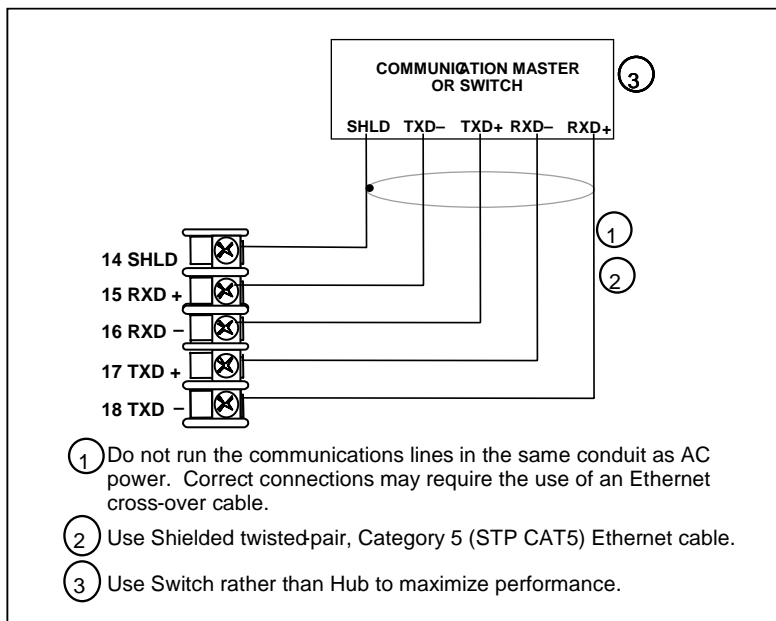 COMMUNICATION MASTER
OR SWITCH
3
SHLD TXD– TXD+ RXD– RXD+
1
2
14 SHLD
15 RXD +
16 RXD –
17 TXD +
18 TXD –
1 Do not run the communications lines in the same conduit as AC
power. Correct connections may require the use of an Ethernet
cross-over cable.
2 Use Shielded twisted-pair, Category 5 (STP CAT5) Ethernet cable.
3 Use Switch rather than Hub to maximize performance.